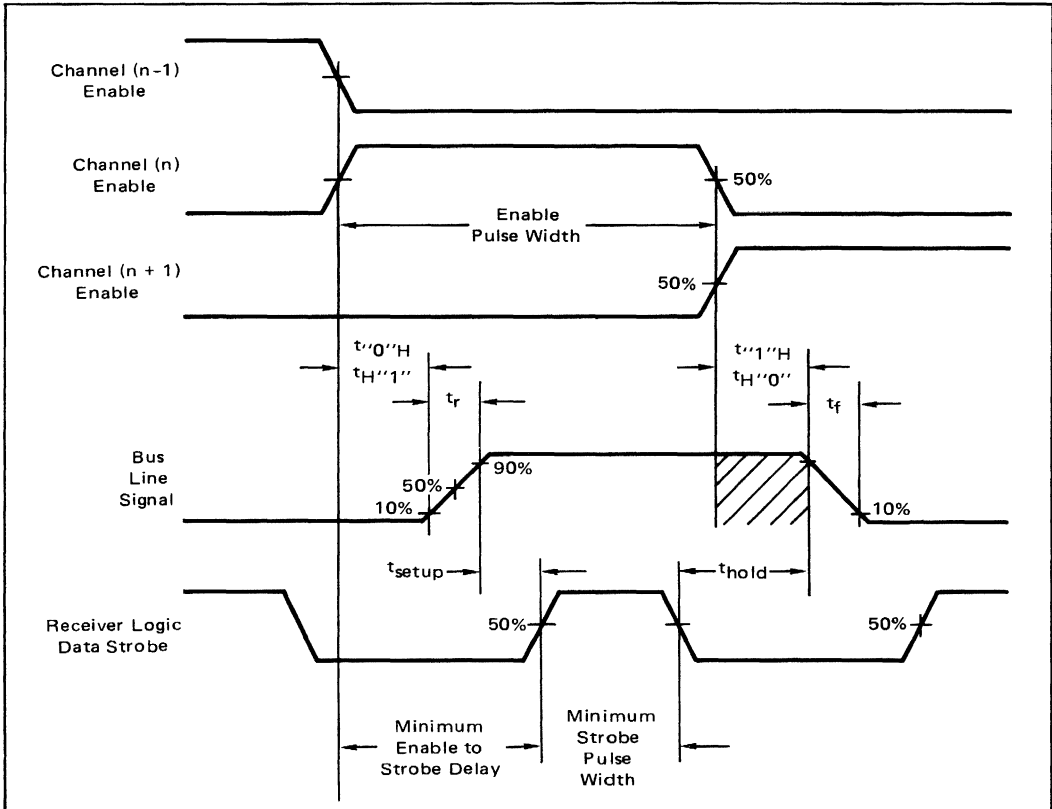 Channel (n-1)
Enable
Channel (n)
Enable
50%
Enable
Pulse Width
Channel (n + 1)
Enable
50%
t“0”H
tH“1”
t“1”H
tH“0”
tr
tf
Bus
Line
Signal
90%
50%
10%
10%
tsetup
thold
Receiver Logic
Data Strobe
50%
50%
Minimum
Enable to
Strobe Delay
Minimum
Strobe
Pulse
Width